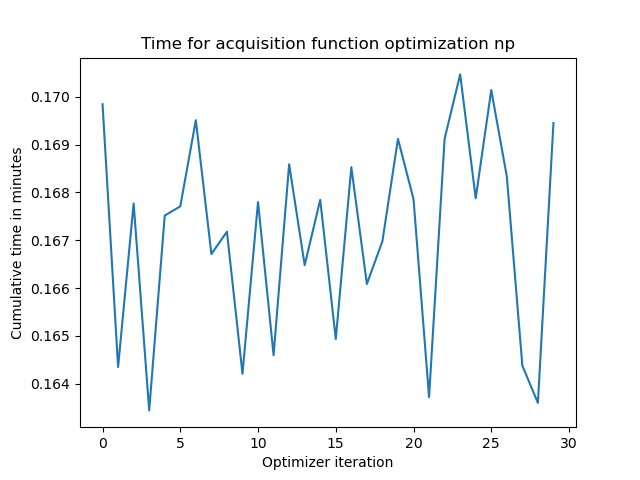 Time for acquisition function optimization np
Cumulative time in minutes
0.170
0.169
0.168
0.167
0.166
0.165
0.164
0 5 10 15 20 25 30
Optimizer iteration